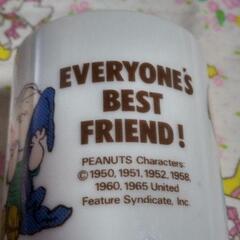 EVERYONE'S
BEST
FRIEND!
PEANUTS Characters:
©1950, 1951, 1952, 1958,
1960, 1965 United
Feature Syndicate, Inc.